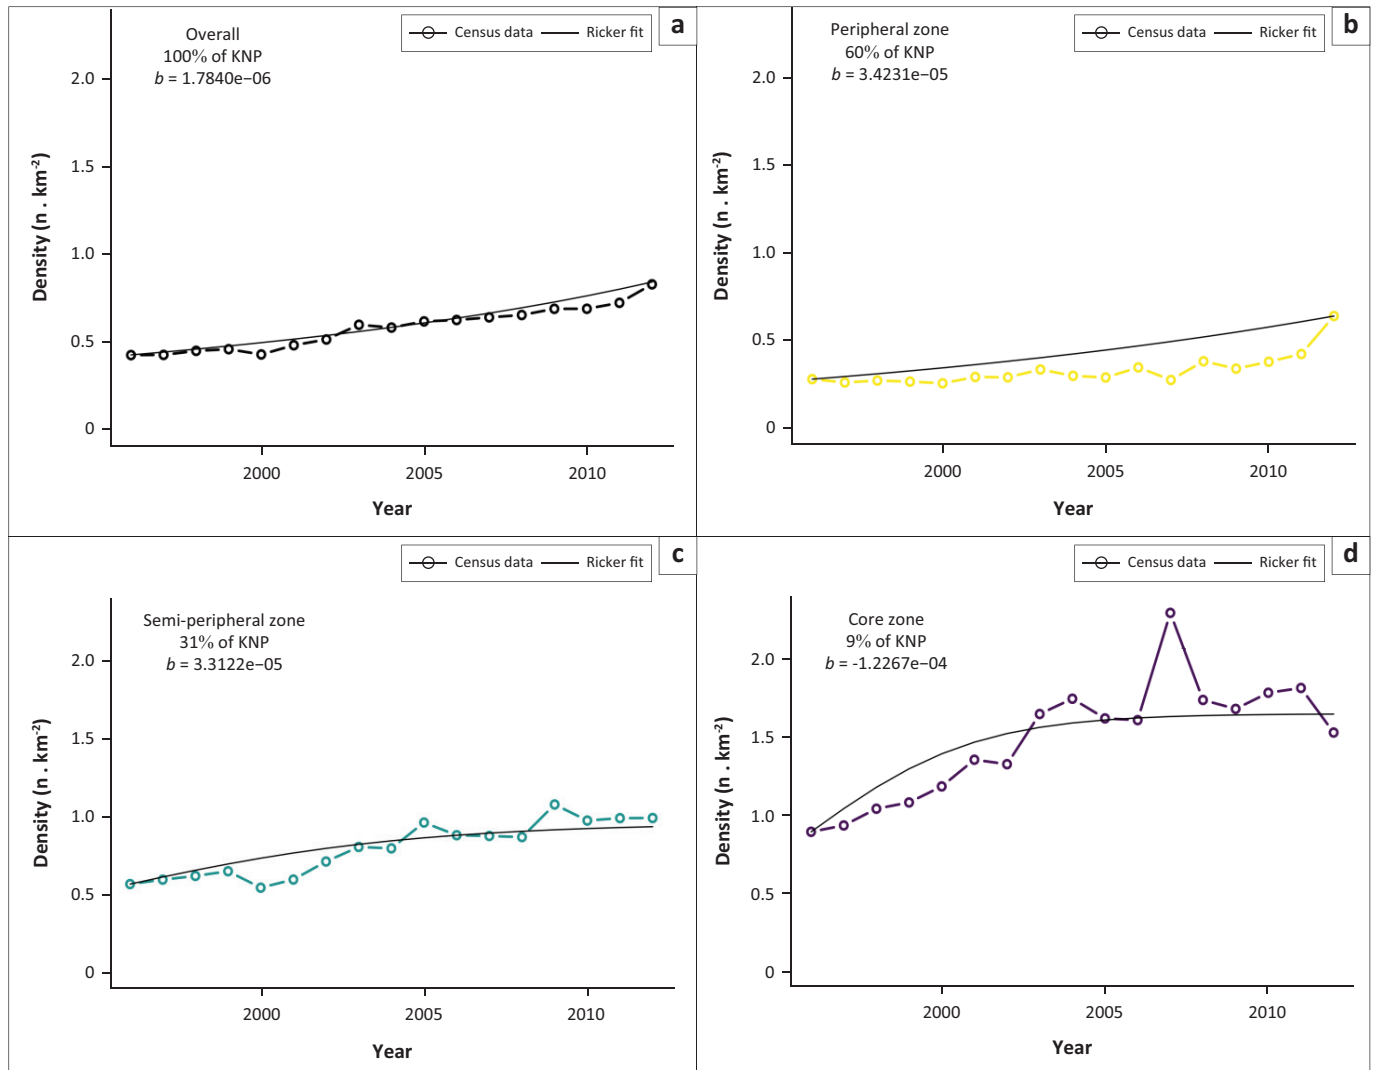 Overall
100% of KNP
b = 1.7840e−06
Census data
Ricker fit
a
2.0
1.5
1.0
0.5
0
Density (n . km⁻²)
2000
2005
2010
Year
Peripheral zone
60% of KNP
b = 3.4231e−05
Census data
Ricker fit
b
2.0
1.5
1.0
0.5
0
Density (n . km⁻²)
2000
2005
2010
Year
Semi-peripheral zone
31% of KNP
b = 3.3122e−05
Census data
Ricker fit
c
2.0
1.5
1.0
0.5
0
Density (n . km⁻²)
2000
2005
2010
Year
Core zone
9% of KNP
b = -1.2267e−04
Census data
Ricker fit
d
2.0
1.5
1.0
0.5
0
Density (n . km⁻²)
2000
2005
2010
Year